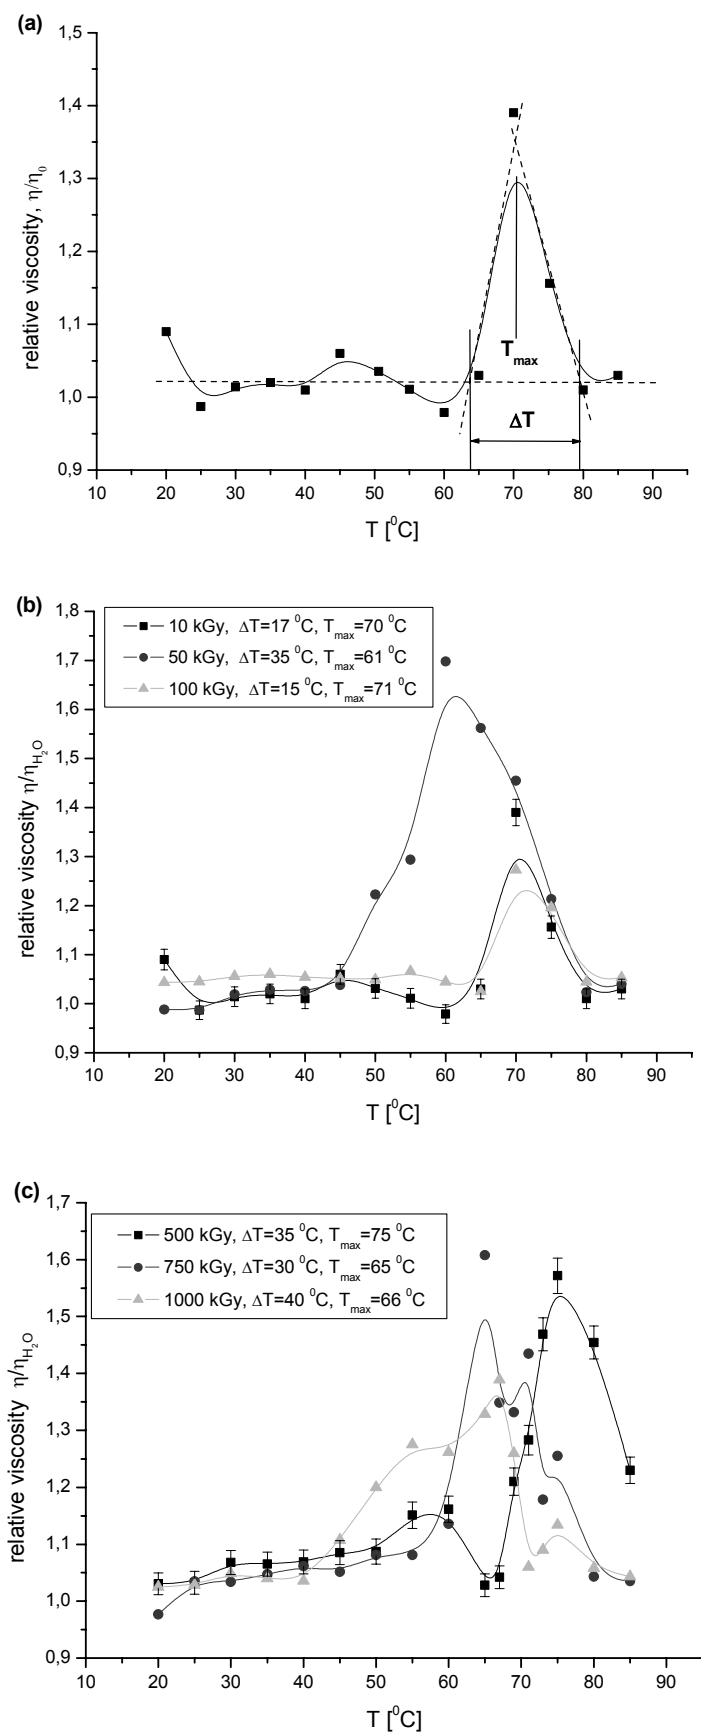 (a)
1,5
1,4
1,3
1,2
1,1
1,0
0,9
relative viscosity, η/η₀
Tmax
ΔT
10 20 30 40 50 60 70 80 90
T [⁰C]
(b)
1,8
1,7
1,6
1,5
1,4
1,3
1,2
1,1
1,0
0,9
relative viscosity η/ηH₂O
10 kGy, ΔT=17 ⁰C, Tmax=70 ⁰C
50 kGy, ΔT=35 ⁰C, Tmax=61 ⁰C
100 kGy, ΔT=15 ⁰C, Tmax=71 ⁰C
10 20 30 40 50 60 70 80 90
T [⁰C]
(c)
1,7
1,6
1,5
1,4
1,3
1,2
1,1
1,0
0,9
relative viscosity η/ηH₂O
500 kGy, ΔT=35 ⁰C, Tmax=75 ⁰C
750 kGy, ΔT=30 ⁰C, Tmax=65 ⁰C
1000 kGy, ΔT=40 ⁰C, Tmax=66 ⁰C
10 20 30 40 50 60 70 80 90
T [⁰C]